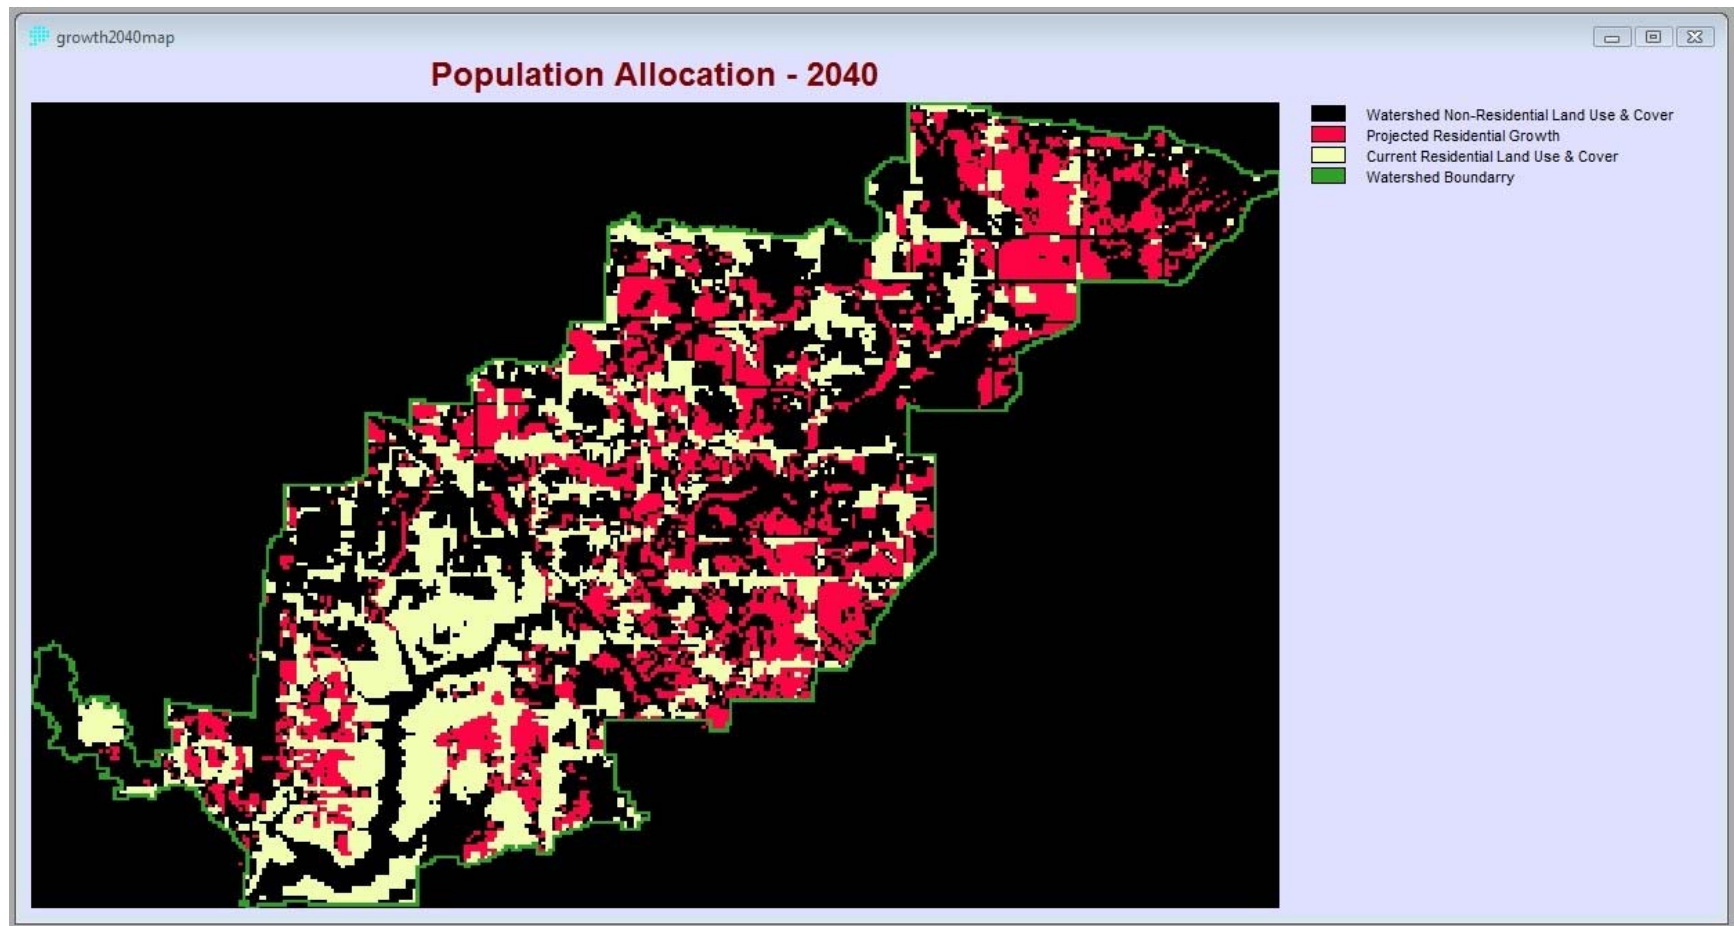 growth2040map
Population Allocation - 2040
Watershed Non-Residential Land Use & Cover
Projected Residential Growth
Current Residential Land Use & Cover
Watershed Boundarry